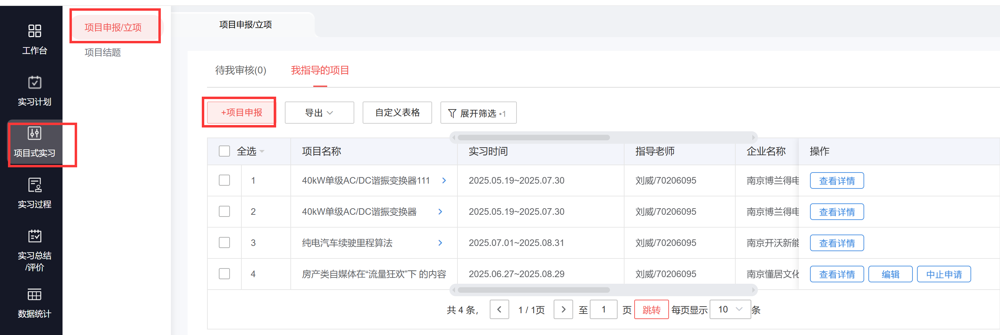 工作台
实习计划
项目式实习
实习过程
实习总结
/评价
数据统计
项目申报/立项
项目结题
项目申报/立项
待我审核(0) 我指导的项目
+项目申报 导出 自定义表格 展开筛选 •1
全选 项目名称 实习时间 指导老师 企业名称 操作
1 40kW单级AC/DC谐振变换器111 2025.05.19~2025.07.30 刘威/70206095 南京博兰得电 查看详情
2 40kW单级AC/DC谐振变换器 2025.05.19~2025.07.30 刘威/70206095 南京博兰得电 查看详情
3 纯电汽车续驶里程算法 2025.07.01~2025.08.31 刘威/70206095 南京开沃新能 查看详情
4 房产类自媒体在“流量狂欢”下 的内容 2025.06.27~2025.08.29 刘威/70206095 南京懂居文化 查看详情 编辑 中止申请
共 4 条, 1 / 1页 至 1 页 跳转 每页显示 10 条